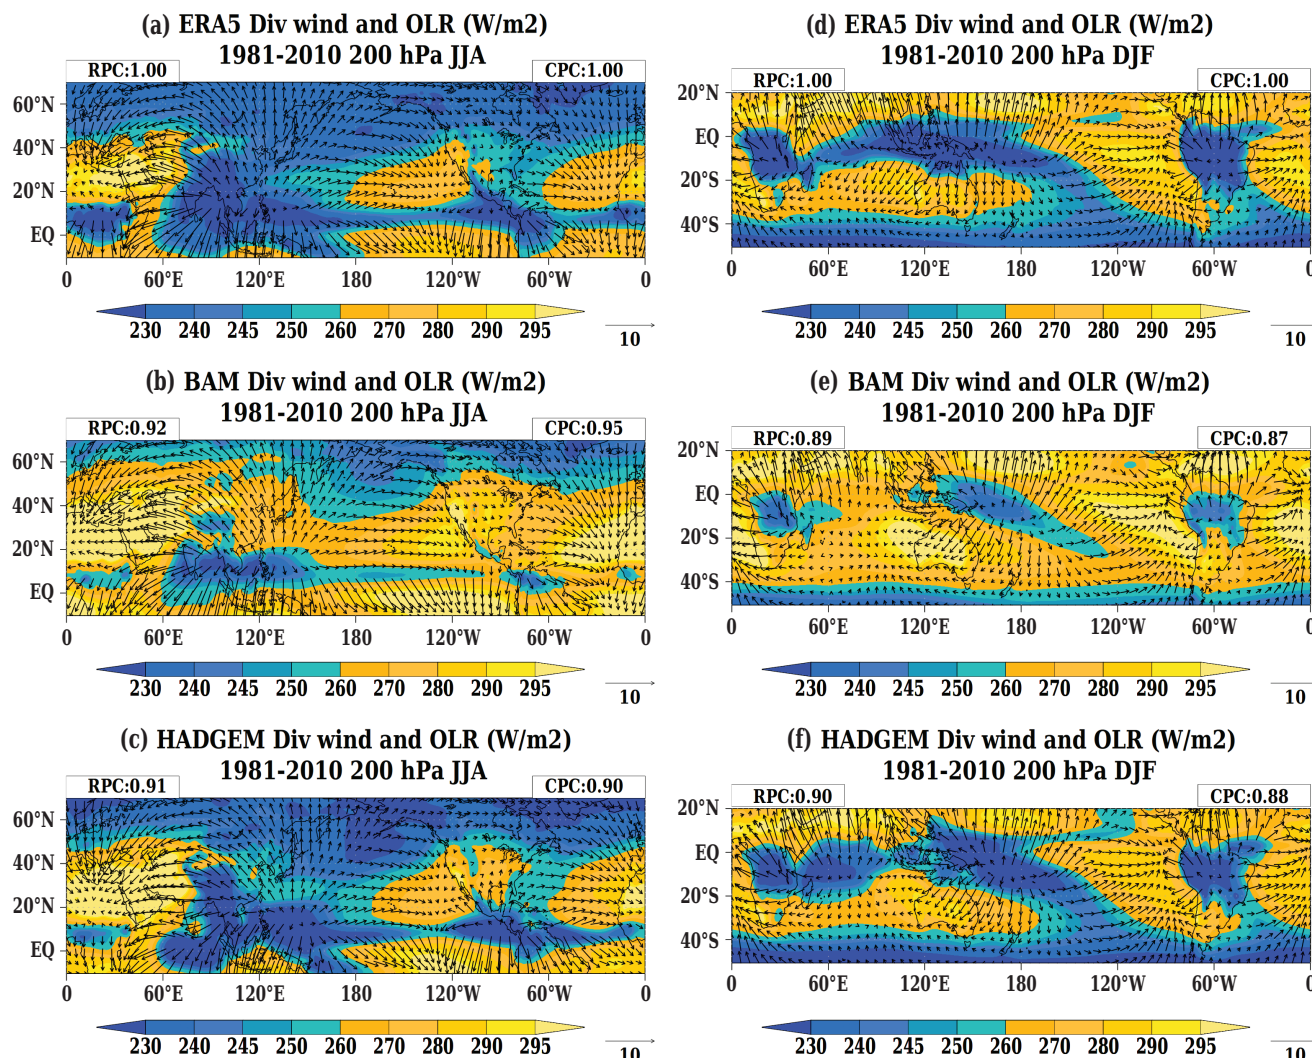 (a) ERA5 Div wind and OLR (W/m2)
1981-2010 200 hPa JJA
RPC:1.00
CPC:1.00
60°N
40°N
20°N
EQ
0 60°E 120°E 180 120°W 60°W 0
230 240 245 250 260 270 280 290 295
10
(d) ERA5 Div wind and OLR (W/m2)
1981-2010 200 hPa DJF
RPC:1.00
CPC:1.00
20°N
EQ
20°S
40°S
0 60°E 120°E 180 120°W 60°W 0
230 240 245 250 260 270 280 290 295
10
(b) BAM Div wind and OLR (W/m2)
1981-2010 200 hPa JJA
RPC:0.92
CPC:0.95
60°N
40°N
20°N
EQ
0 60°E 120°E 180 120°W 60°W 0
230 240 245 250 260 270 280 290 295
10
(e) BAM Div wind and OLR (W/m2)
1981-2010 200 hPa DJF
RPC:0.89
CPC:0.87
20°N
EQ
20°S
40°S
0 60°E 120°E 180 120°W 60°W 0
230 240 245 250 260 270 280 290 295
10
(c) HADGEM Div wind and OLR (W/m2)
1981-2010 200 hPa JJA
RPC:0.91
CPC:0.90
60°N
40°N
20°N
EQ
0 60°E 120°E 180 120°W 60°W 0
230 240 245 250 260 270 280 290 295
10
(f) HADGEM Div wind and OLR (W/m2)
1981-2010 200 hPa DJF
RPC:0.90
CPC:0.88
20°N
EQ
20°S
40°S
0 60°E 120°E 180 120°W 60°W 0
230 240 245 250 260 270 280 290 295
10